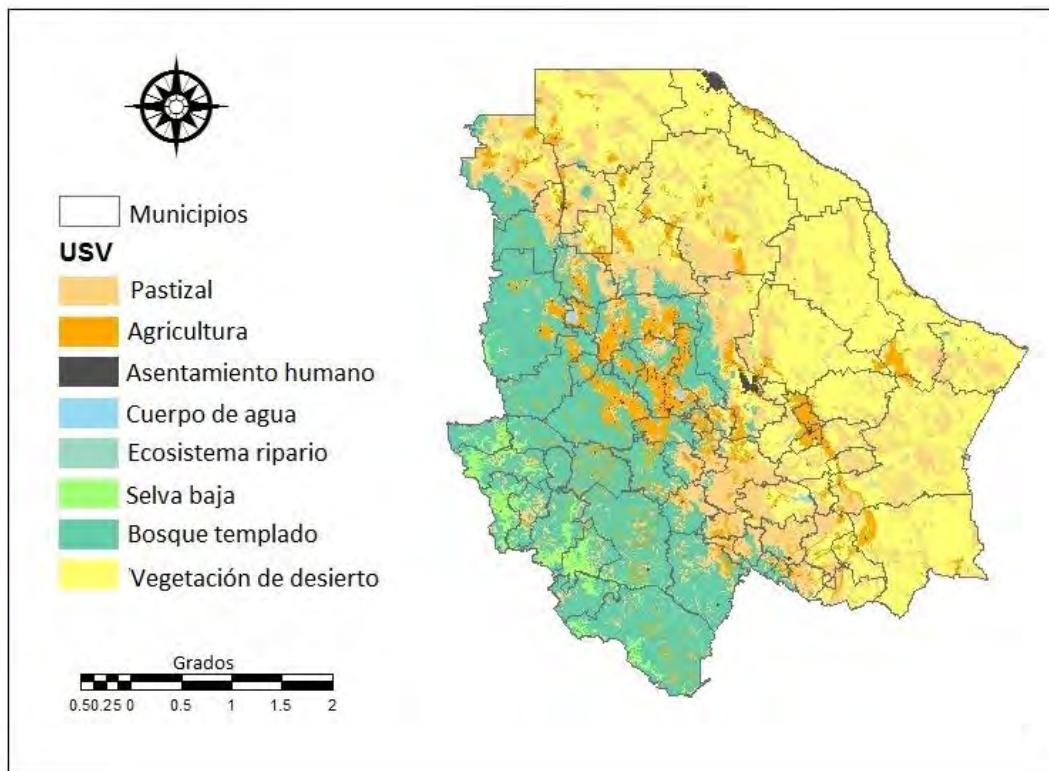 Municipios
USV
Pastizal
Agricultura
Asentamiento humano
Cuerpo de agua
Ecosistema ripario
Selva baja
Bosque templado
Vegetación de desierto
Grados
0.50.25 0 0.5 1 1.5 2